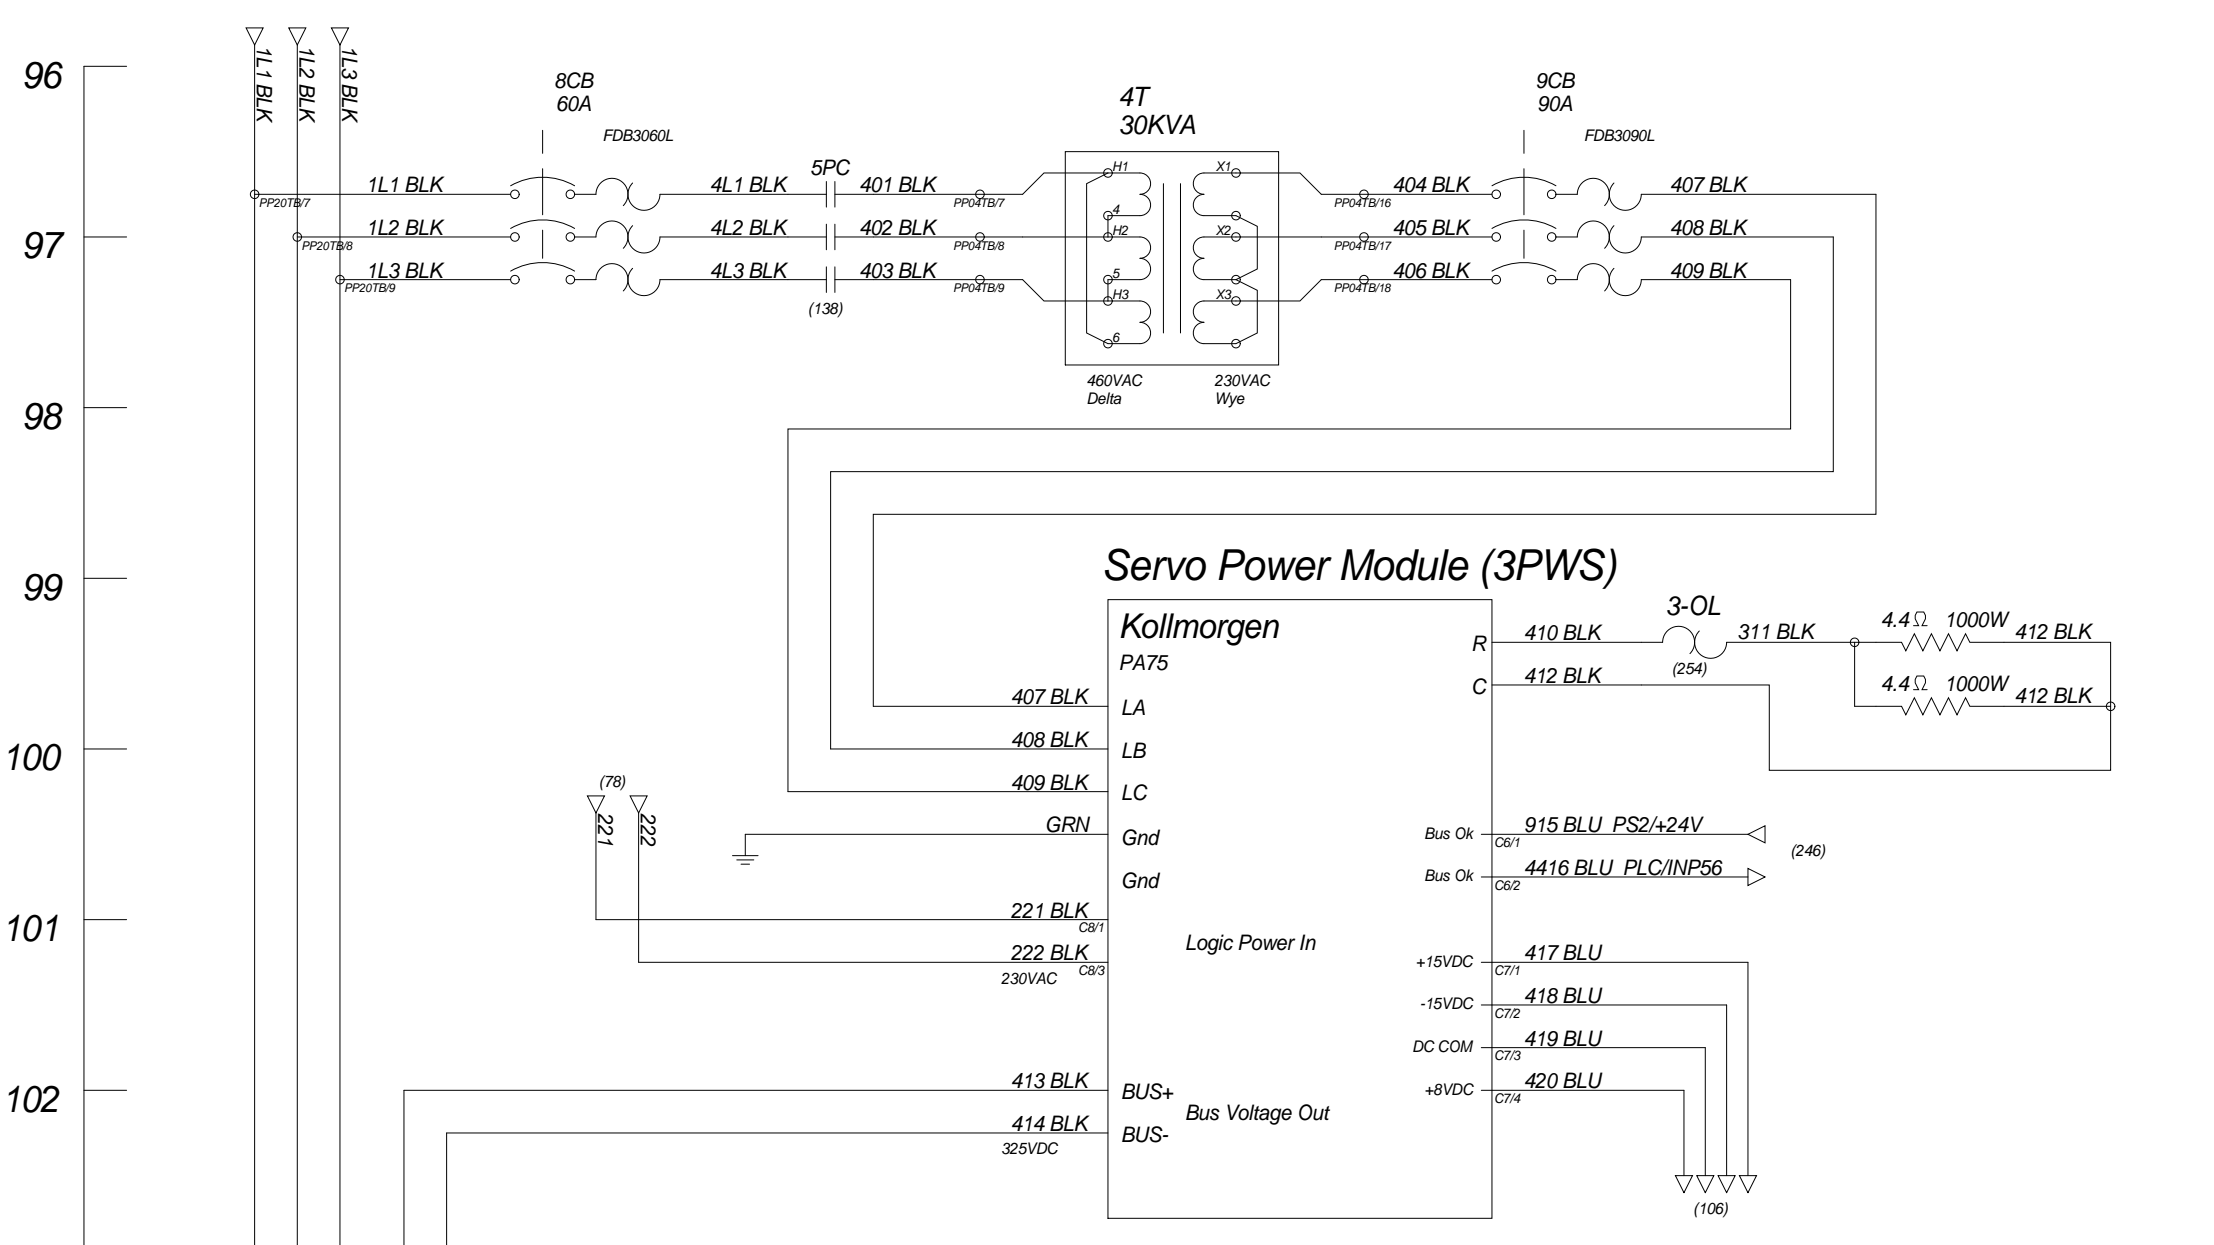 1L1 BLK
1L2 BLK
1L3 BLK
96
97
98
99
100
101
102
8CB
60A
FDB3060L
4T
30KVA
9CB
90A
FDB3090L
5PC
1L1 BLK
4L1 BLK
401 BLK
H1
X1
404 BLK
407 BLK
PP20TB/7
PP04TB/7
PP04TB/16
4
1L2 BLK
4L2 BLK
402 BLK
H2
X2
405 BLK
408 BLK
PP20TB/8
PP04TB/8
PP04TB/17
5
1L3 BLK
4L3 BLK
403 BLK
H3
X3
406 BLK
409 BLK
PP20TB/9
PP04TB/9
PP04TB/18
(138)
6
460VAC
Delta
230VAC
Wye
Servo Power Module (3PWS)
Kollmorgen
PA75
R
410 BLK
3-OL
(254)
311 BLK
4.4Ω 1000W
412 BLK
C
412 BLK
4.4Ω 1000W
412 BLK
407 BLK
LA
408 BLK
LB
409 BLK
LC
(78)
221
222
GRN
Gnd
Gnd
Bus Ok
C6/1
915 BLU PS2/+24V
(246)
Bus Ok
C6/2
4416 BLU PLC/INP56
221 BLK
C8/1
222 BLK
C8/3
230VAC
Logic Power In
+15VDC
C7/1
417 BLU
-15VDC
C7/2
418 BLU
DC COM
C7/3
419 BLU
+8VDC
C7/4
420 BLU
413 BLK
BUS+
414 BLK
BUS-
325VDC
Bus Voltage Out
(106)